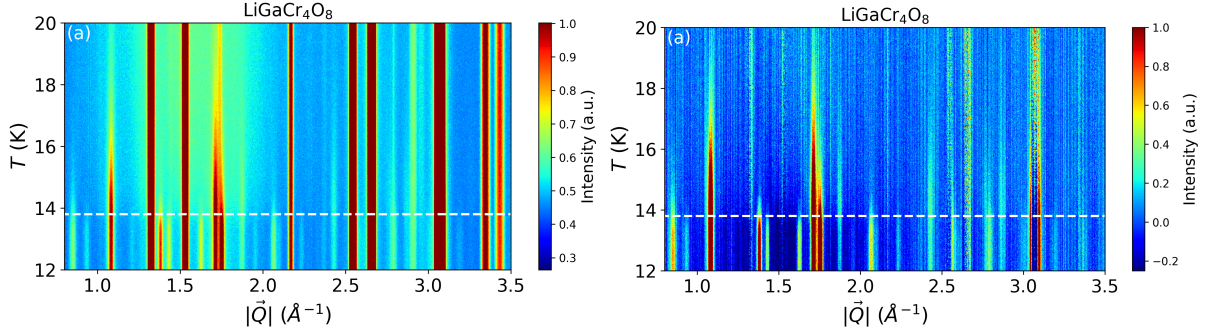 LiGaCr₄O₈
(a)
20
18
16
14
12
T (K)
1.0 1.5 2.0 2.5 3.0 3.5
|Q⃗| (Å⁻¹)
1.0
0.9
0.8
0.7
0.6
0.5
0.4
0.3
Intensity (a.u.)
LiGaCr₄O₈
(a)
20
18
16
14
12
T (K)
1.0 1.5 2.0 2.5 3.0 3.5
|Q⃗| (Å⁻¹)
1.0
0.8
0.6
0.4
0.2
0.0
−0.2
Intensity (a.u.)